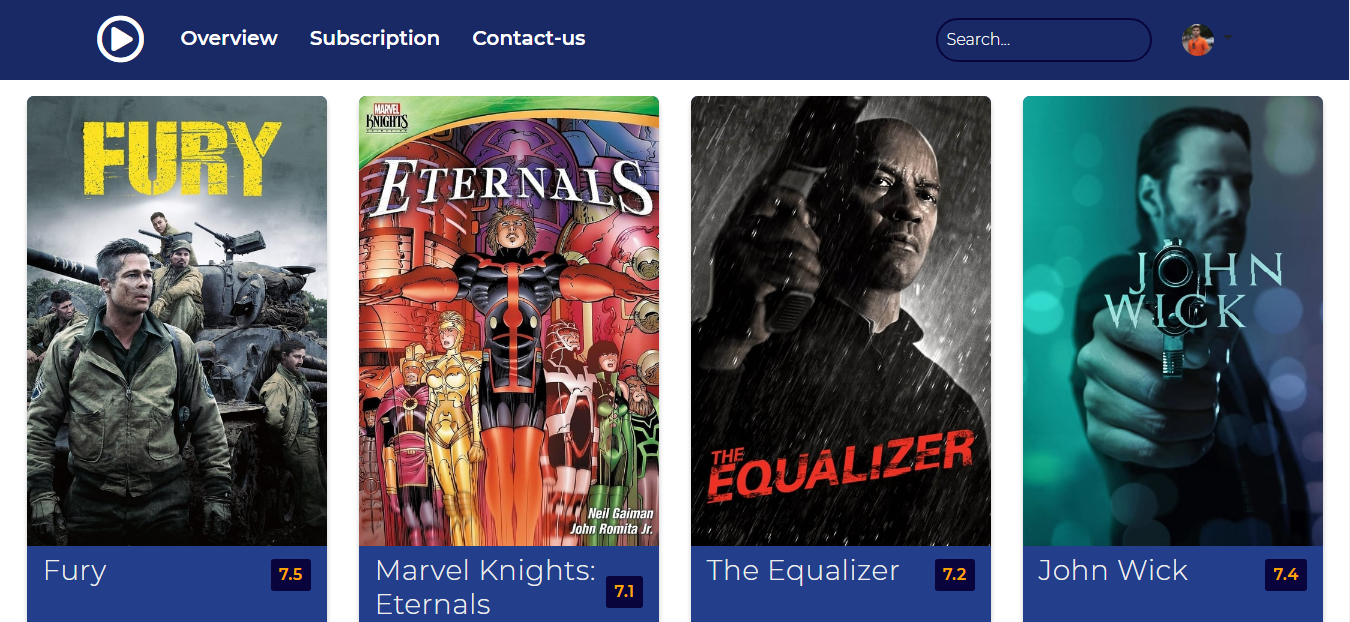 Overview Subscription Contact-us Search...
FURY
FURY
MARVEL
KNIGHTS
ETERNALS
Neil Gaiman
John Romita Jr.
THE
EQUALIZER
JOHN
WICK
Fury
7.5
Marvel Knights:
Eternals
7.1
The Equalizer
7.2
John Wick
7.4